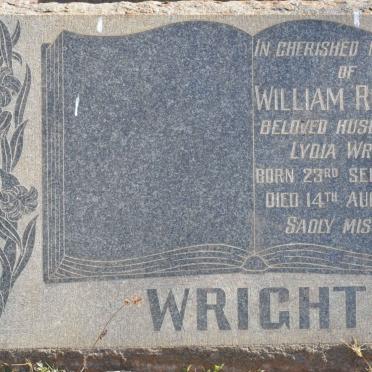 IN CHERISHED
OF
WILLIAM R
BELOVED HUS
LYDIA WR
BORN 23RD SE
DIED 14TH AU
SADLY MIS
WRIGHT